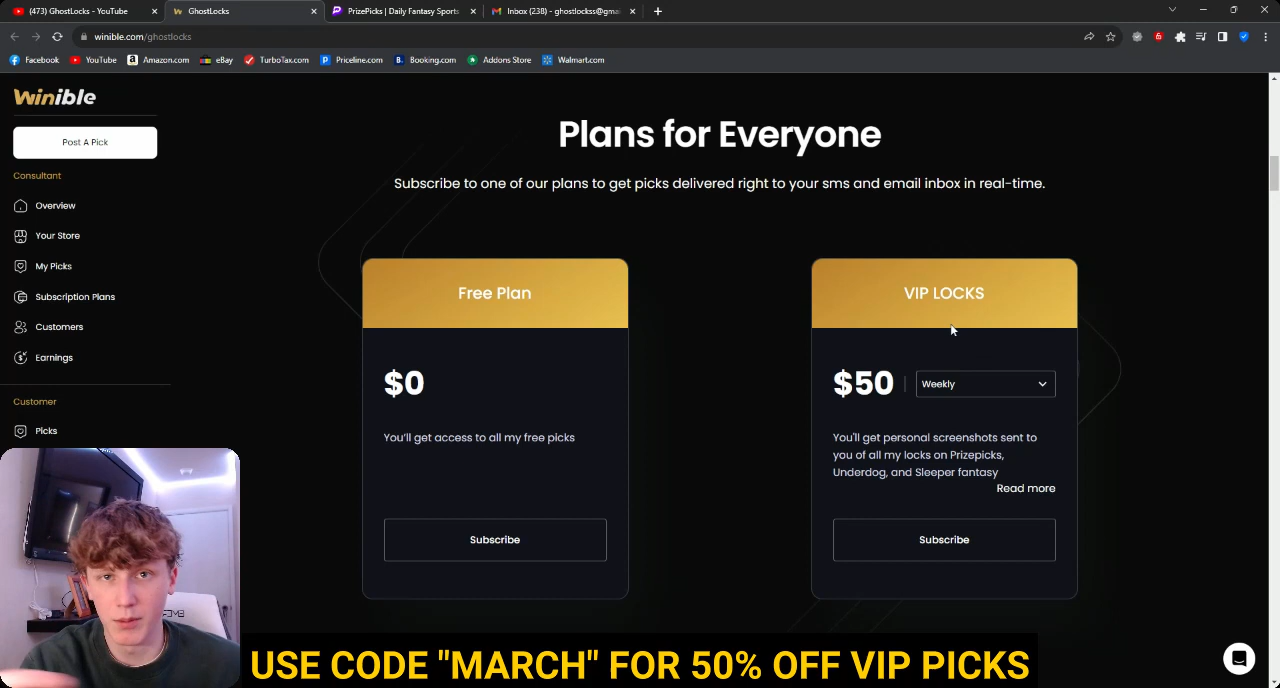 (473) GhostLocks - YouTube
GhostLocks
PrizePicks | Daily Fantasy Sports
Inbox (238) - ghostlockss@gma
winible.com/ghostlocks
Facebook
YouTube
Amazon.com
eBay
TurboTax.com
Priceline.com
Booking.com
Addons Store
Walmart.com
Winible
Post A Pick
Consultant
Overview
Your Store
My Picks
Subscription Plans
Customers
Earnings
Customer
Picks
Plans for Everyone
Subscribe to one of our plans to get picks delivered right to your sms and email inbox in real-time.
Free Plan
$0
You'll get access to all my free picks
Subscribe
VIP LOCKS
$50 | Weekly
You'll get personal screenshots sent to
you of all my locks on Prizepicks,
Underdog, and Sleeper fantasy
Read more
Subscribe
USE CODE "MARCH" FOR 50% OFF VIP PICKS